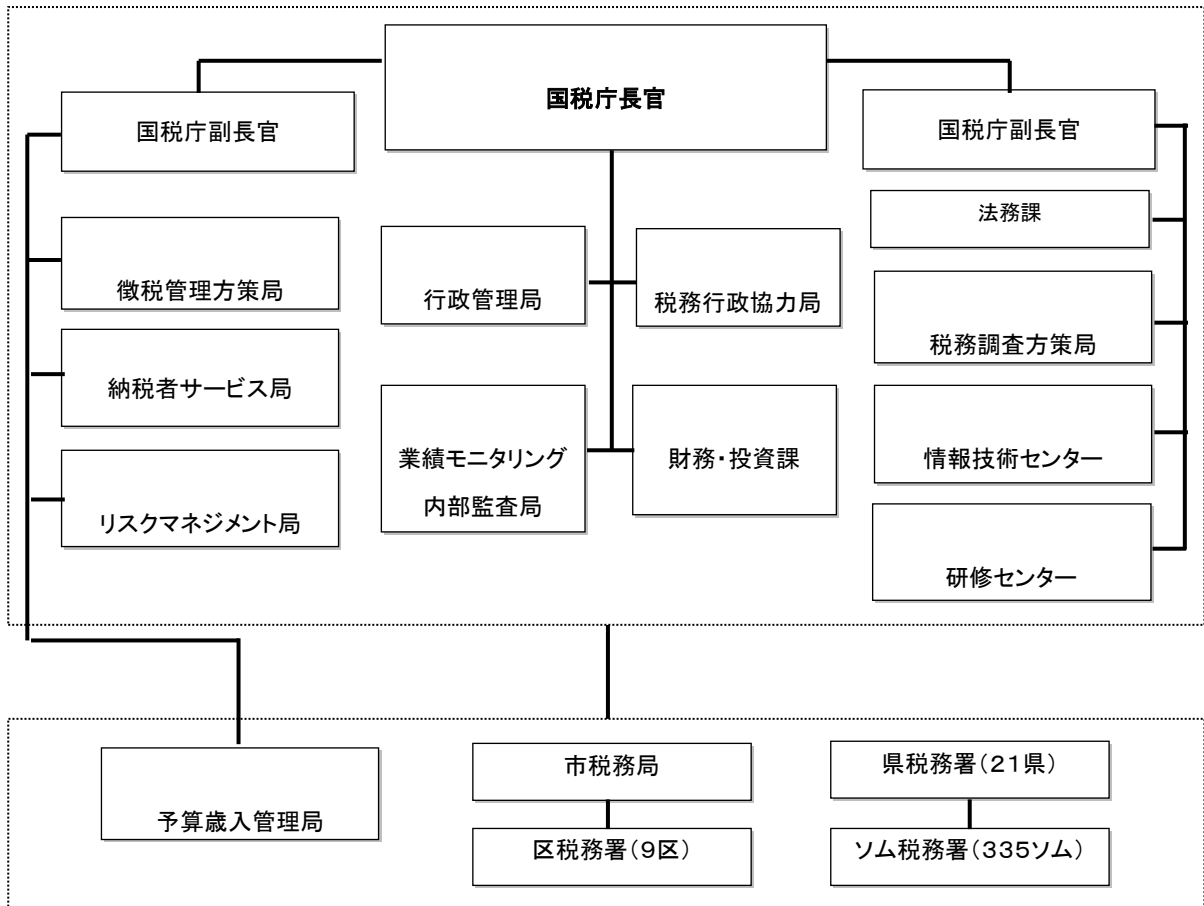 国税庁長官
国税庁副長官
国税庁副長官
法務課
徴税管理方策局
行政管理局
税務行政協力局
税務調査方策局
納税者サービス局
業績モニタリング
内部監査局
財務・投資課
情報技術センター
リスクマネジメント局
研修センター
予算歳入管理局
市税務局
県税務署(21県)
区税務署(9区)
ソム税務署(335ソム)